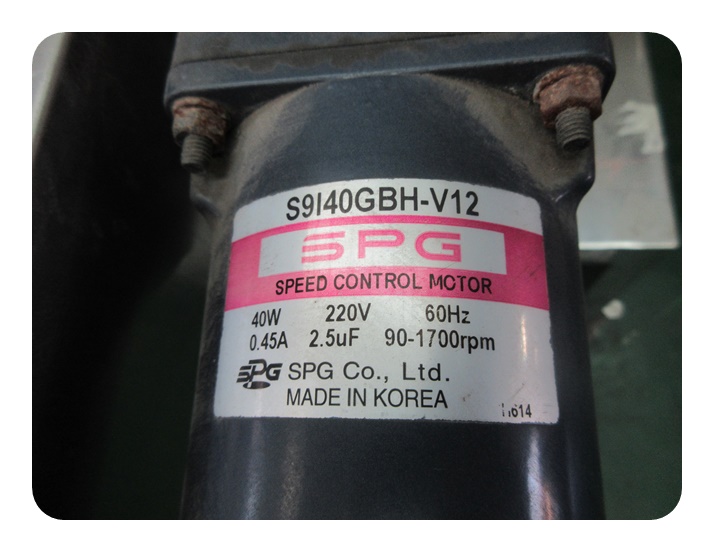 S9I40GBH-V12
SPG
SPEED CONTROL MOTOR
40W 220V 60Hz
0.45A 2.5uF 90-1700rpm
SPG SPG Co., Ltd.
MADE IN KOREA